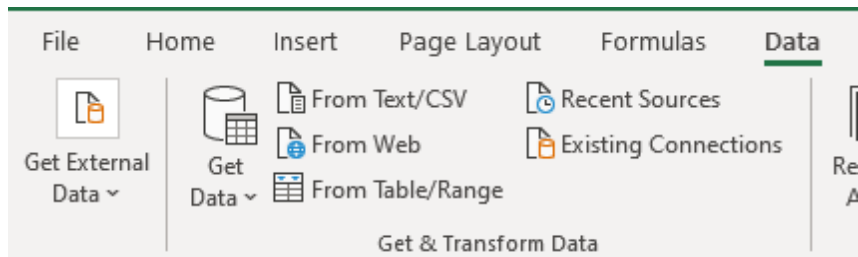 File Home Insert Page Layout Formulas Data
Get External
Data
Get
Data
From Text/CSV
From Web
From Table/Range
Recent Sources
Existing Connections
Get & Transform Data